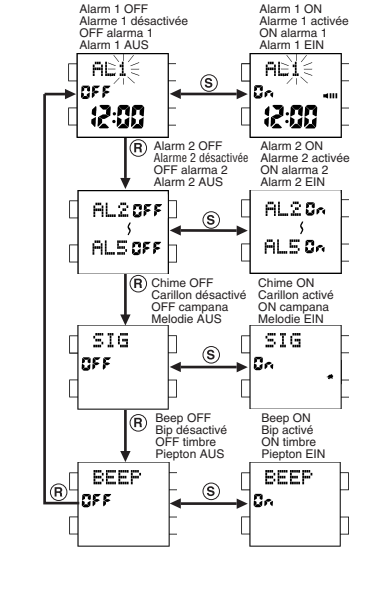 Alarm 1 OFF
Alarme 1 désactivée
OFF alarma 1
Alarm 1 AUS
Alarm 1 ON
Alarme 1 activée
ON alarma 1
Alarm 1 EIN
AL1
OFF
12:00
S
AL1
On
12:00
R
Alarm 2 OFF
Alarme 2 désactivée
OFF alarma 2
Alarm 2 AUS
Alarm 2 ON
Alarme 2 activée
ON alarma 2
Alarm 2 EIN
AL2 OFF
AL5 OFF
S
AL2 On
AL5 On
R
Chime OFF
Carillon désactivé
OFF campana
Melodie AUS
Chime ON
Carillon activé
ON campana
Melodie EIN
SIG
OFF
S
SIG
On
R
Beep OFF
Bip désactivé
OFF timbre
Piepton AUS
Beep ON
Bip activé
ON timbre
Piepton EIN
R
BEEP
OFF
S
BEEP
On